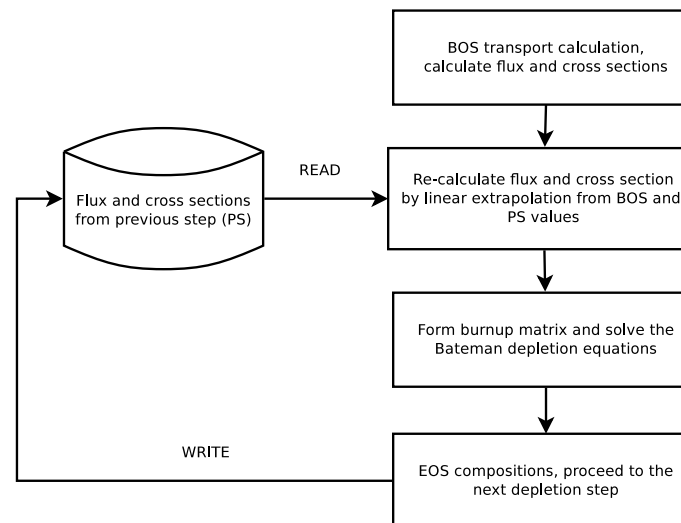 BOS transport calculation,
calculate flux and cross sections
READ
Flux and cross sections
from previous step (PS)
Re-calculate flux and cross section
by linear extrapolation from BOS and
PS values
Form burnup matrix and solve the
Bateman depletion equations
WRITE
EOS compositions, proceed to the
next depletion step